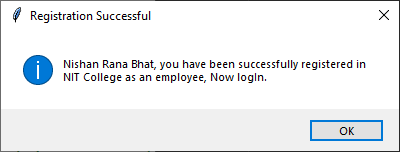 Registration Successful
Nishan Rana Bhat, you have been successfully registered in
NIT College as an employee, Now logIn.
OK